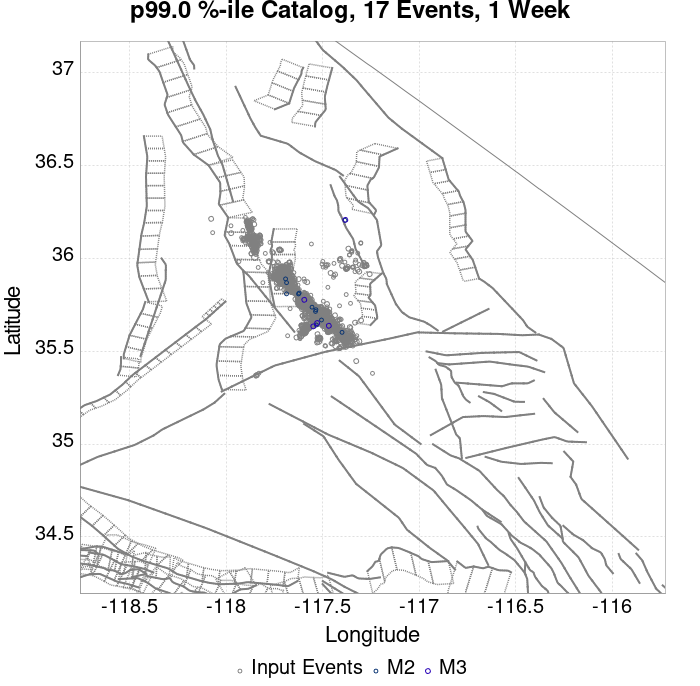 p99.0 %-ile Catalog, 17 Events, 1 Week
37
36.5
36
35.5
35
34.5
Latitude
-118.5 -118 -117.5 -117 -116.5 -116
Longitude
Input Events M2 M3